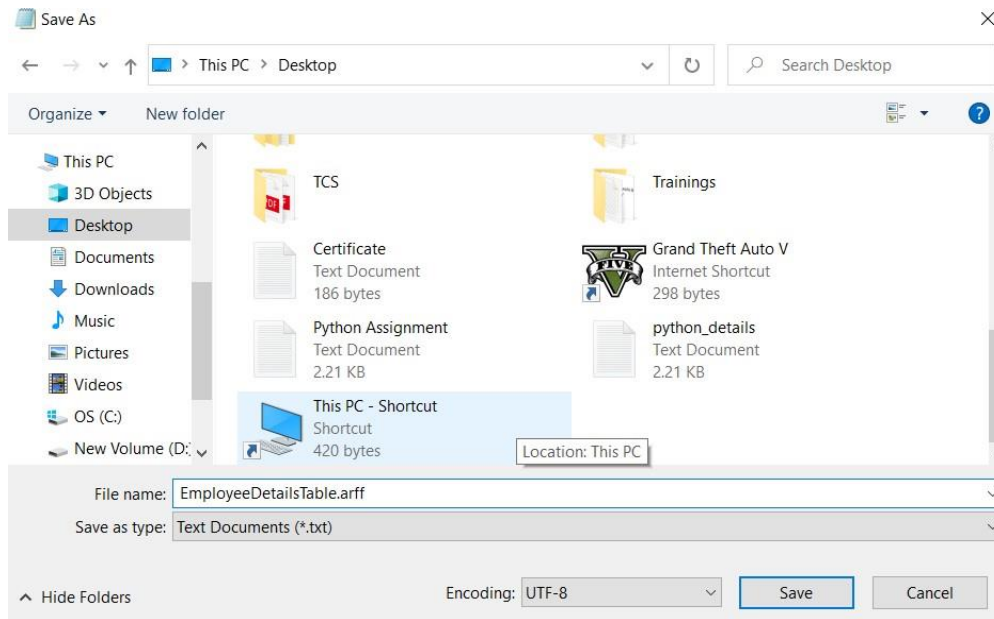 Save As
This PC > Desktop
Search Desktop
Organize
New folder
?
This PC
3D Objects
Desktop
Documents
Downloads
Music
Pictures
Videos
OS (C:)
New Volume (D:)
TCS
PDF
Trainings
Certificate
Text Document
186 bytes
FIVE
Grand Theft Auto V
Internet Shortcut
298 bytes
Python Assignment
Text Document
2.21 KB
python_details
Text Document
2.21 KB
This PC - Shortcut
Shortcut
420 bytes
Location: This PC
File name: EmployeeDetailsTable.arff
Save as type: Text Documents (*.txt)
Hide Folders
Encoding: UTF-8
Save
Cancel